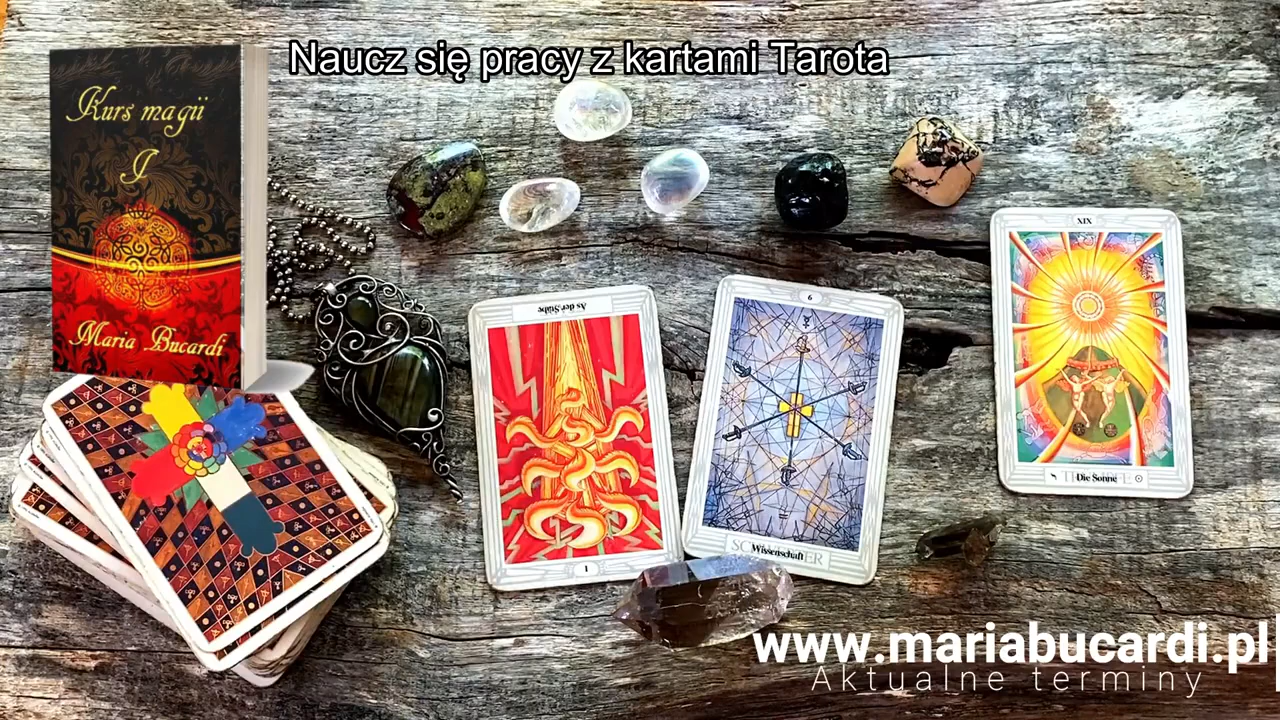 Naucz się pracy z kartami Tarota
Kurs magii
I
Maria Bucardi
As der Stäbe
1
6
Wissenschaft
XIX
Die Sonne
www.mariabucardi.pl
Aktualne terminy